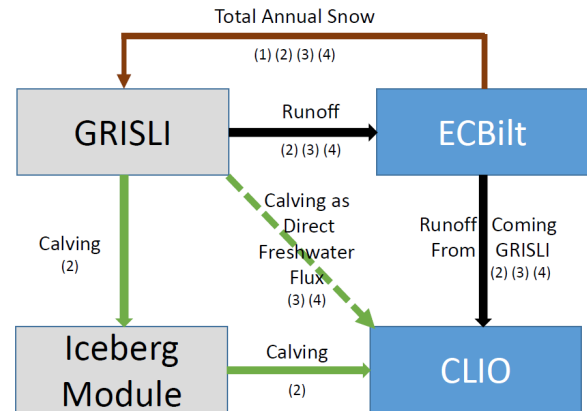 Total Annual Snow
(1) (2) (3) (4)
GRISLI
Runoff
(2) (3) (4)
ECBilt
Calving
(2)
Calving as
Direct
Freshwater
Flux
(3) (4)
Runoff Coming
From GRISLI
(2) (3) (4)
Iceberg
Module
Calving
(2)
CLIO